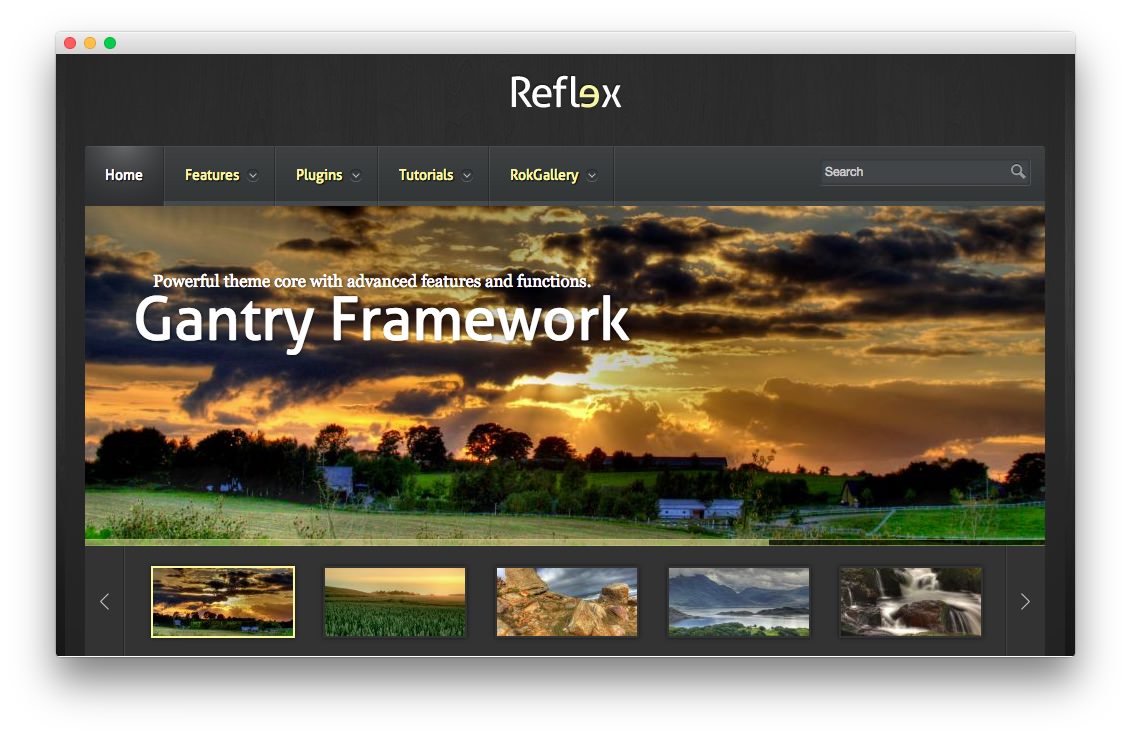 Reflex
Home Features Plugins Tutorials RokGallery Search
Powerful theme core with advanced features and functions.
Gantry Framework